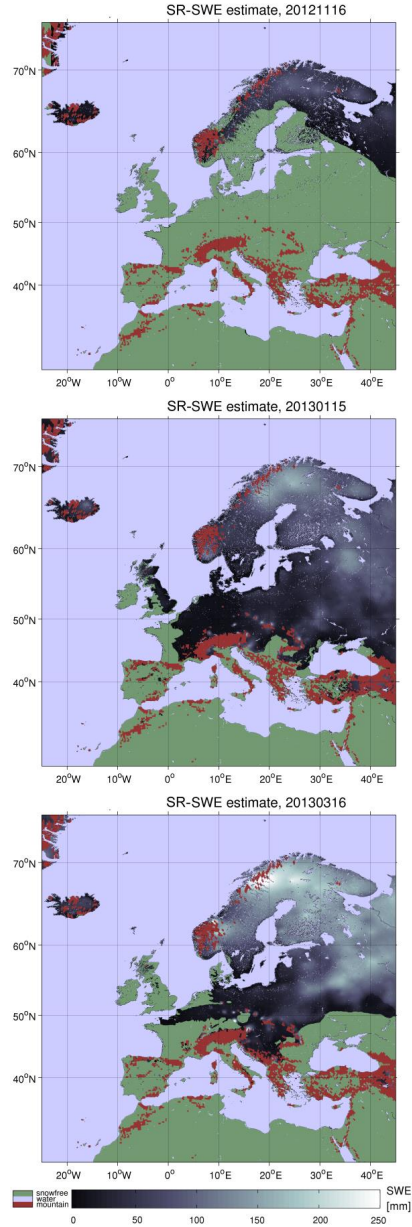 SR-SWE estimate, 20121116
70°N
60°N
50°N
40°N
20°W 10°W 0° 10°E 20°E 30°E 40°E
SR-SWE estimate, 20130115
70°N
60°N
50°N
40°N
20°W 10°W 0° 10°E 20°E 30°E 40°E
SR-SWE estimate, 20130316
70°N
60°N
50°N
40°N
20°W 10°W 0° 10°E 20°E 30°E 40°E
snowfree
water
mountain
SWE
[mm]
0 50 100 150 200 250